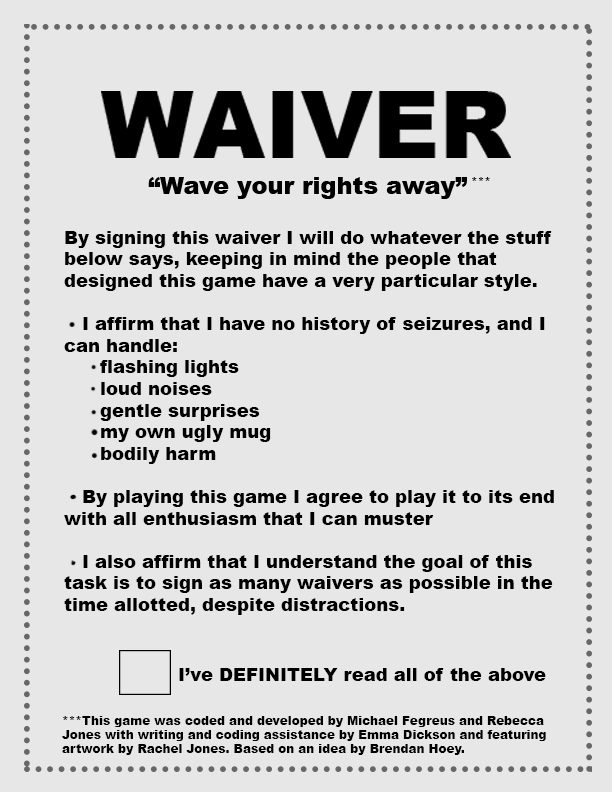 WAIVER
“Wave your rights away”***
By signing this waiver I will do whatever the stuff
below says, keeping in mind the people that
designed this game have a very particular style.
• I affirm that I have no history of seizures, and I
can handle:
• flashing lights
• loud noises
• gentle surprises
• my own ugly mug
• bodily harm
• By playing this game I agree to play it to its end
with all enthusiasm that I can muster
• I also affirm that I understand the goal of this
task is to sign as many waivers as possible in the
time allotted, despite distractions.
I’ve DEFINITELY read all of the above
***This game was coded and developed by Michael Fegreus and Rebecca
Jones with writing and coding assistance by Emma Dickson and featuring
artwork by Rachel Jones. Based on an idea by Brendan Hoey.